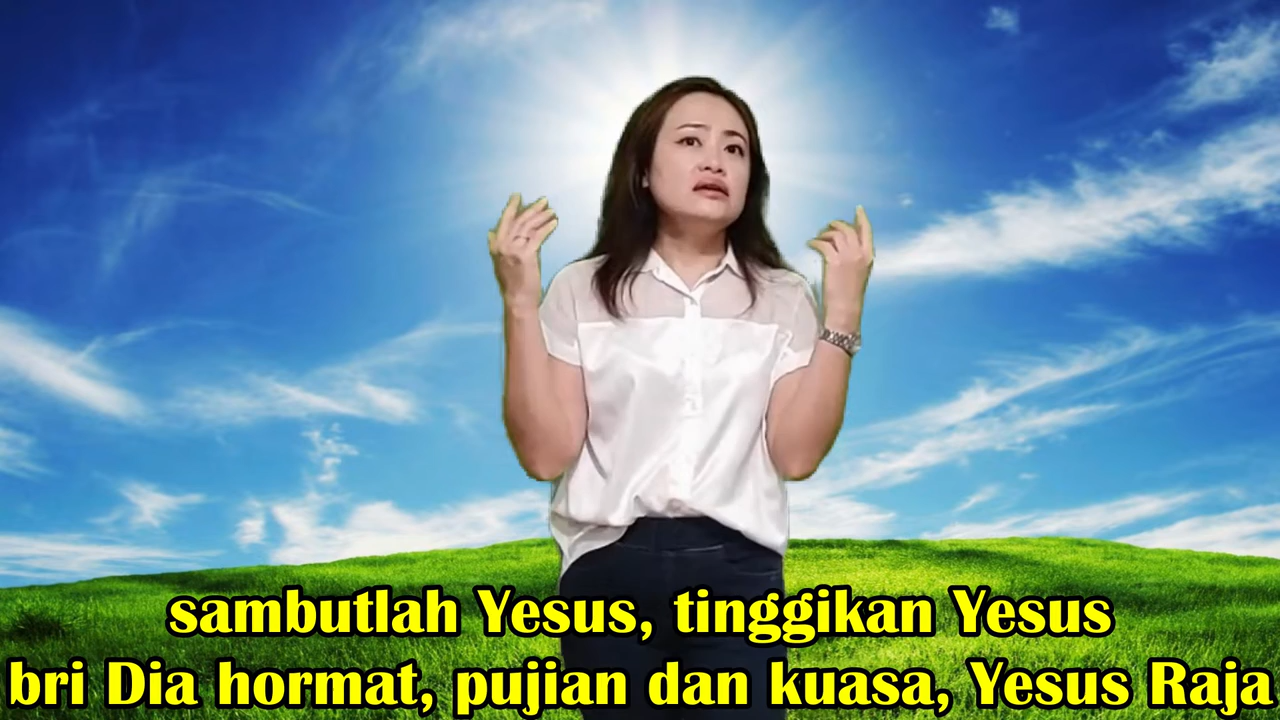 sambutlah Yesus, tinggikan Yesus
bri Dia hormat, pujian dan kuasa, Yesus Raja